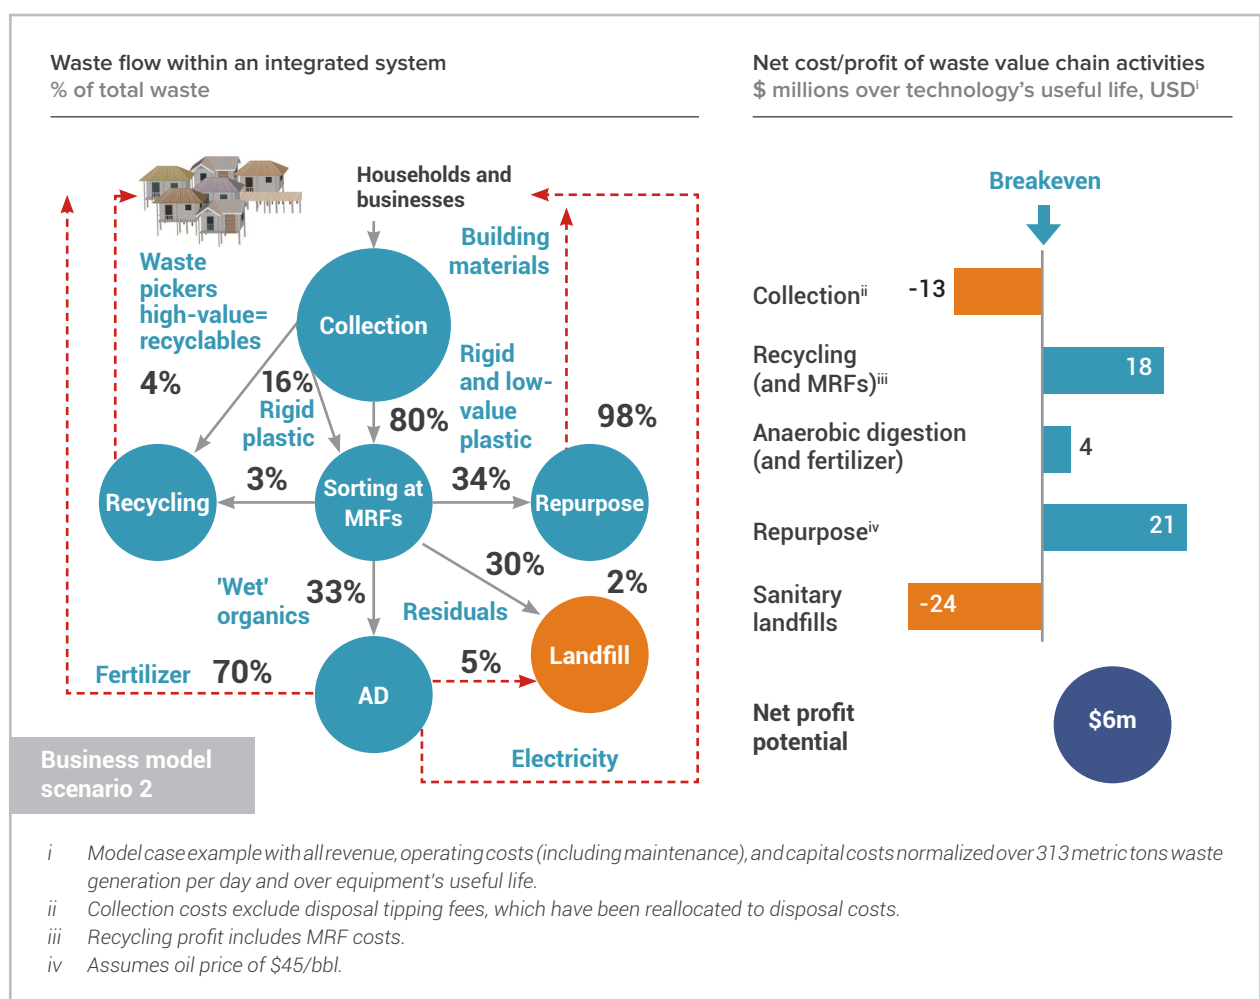 Waste flow within an integrated system
% of total waste
Households and
businesses
Building
materials
Waste
pickers
high-value=
recyclables
4%
Collection
16%
Rigid
plastic
80%
Rigid
and low-
value
plastic
98%
Recycling
3%
Sorting at
MRFs
34%
Repurpose
'Wet'
organics
33%
30%
Residuals
2%
Landfill
Fertilizer 70%
AD
5%
Electricity
Business model
scenario 2
Net cost/profit of waste value chain activities
$ millions over technology's useful life, USDⁱ
Breakeven
Collectionⁱⁱ -13
Recycling
(and MRFs)ⁱⁱⁱ 18
Anaerobic digestion
(and fertilizer) 4
Repurposeⁱᵛ 21
Sanitary
landfills -24
Net profit
potential
$6m
i Model case example with all revenue, operating costs (including maintenance), and capital costs normalized over 313 metric tons waste
generation per day and over equipment's useful life.
ii Collection costs exclude disposal tipping fees, which have been reallocated to disposal costs.
iii Recycling profit includes MRF costs.
iv Assumes oil price of $45/bbl.